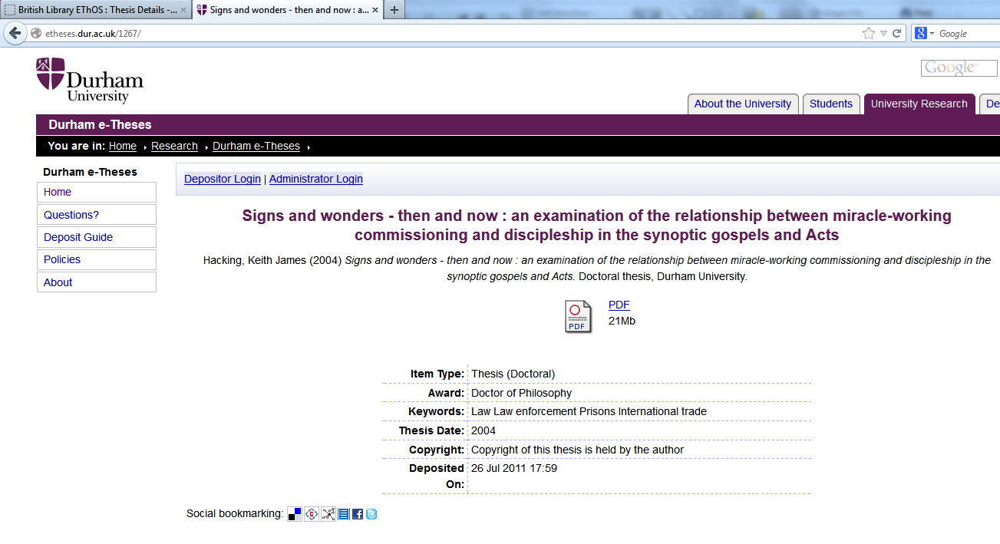 British Library EThOS : Thesis Details -...
Signs and wonders - then and now : a...
etheses.dur.ac.uk/1267/
Google
Durham
University
Google™
About the University
Students
University Research
De
Durham e-Theses
You are in: Home Research Durham e-Theses
Durham e-Theses
Home
Questions?
Deposit Guide
Policies
About
Depositor Login | Administrator Login
Signs and wonders - then and now : an examination of the relationship between miracle-working
commissioning and discipleship in the synoptic gospels and Acts
Hacking, Keith James (2004) Signs and wonders - then and now : an examination of the relationship between miracle-working commissioning and discipleship in the
synoptic gospels and Acts. Doctoral thesis, Durham University.
PDF
PDF
21Mb
Item Type: Thesis (Doctoral)
Award: Doctor of Philosophy
Keywords: Law Law enforcement Prisons International trade
Thesis Date: 2004
Copyright: Copyright of this thesis is held by the author
Deposited 26 Jul 2011 17:59
On:
Social bookmarking: